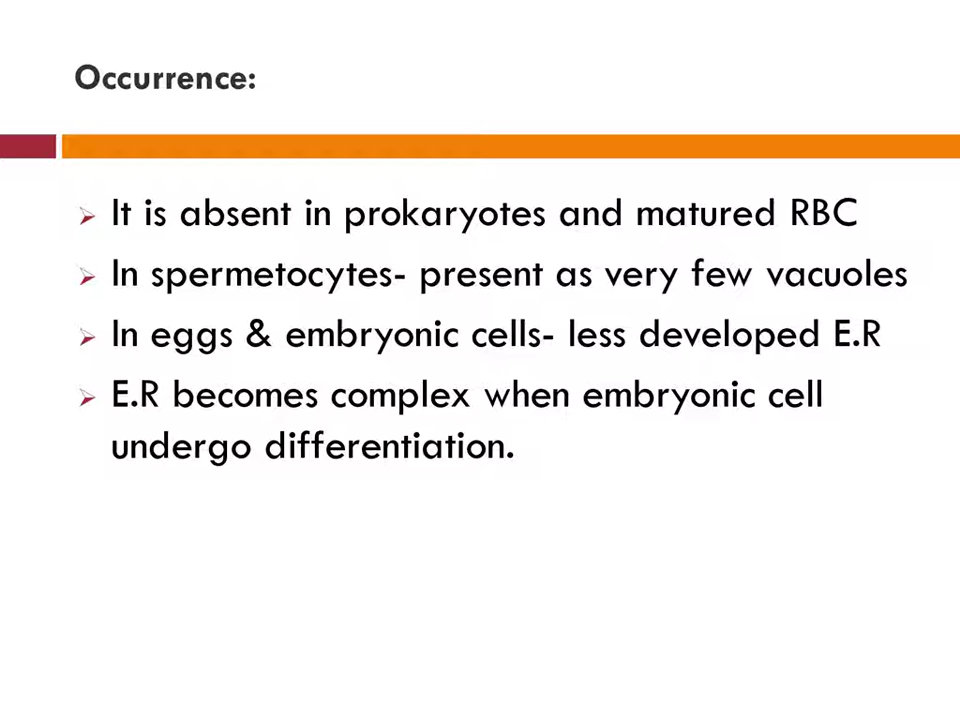 Occurrence:
It is absent in prokaryotes and matured RBC
In spermetocytes- present as very few vacuoles
In eggs & embryonic cells- less developed E.R
E.R becomes complex when embryonic cell
undergo differentiation.